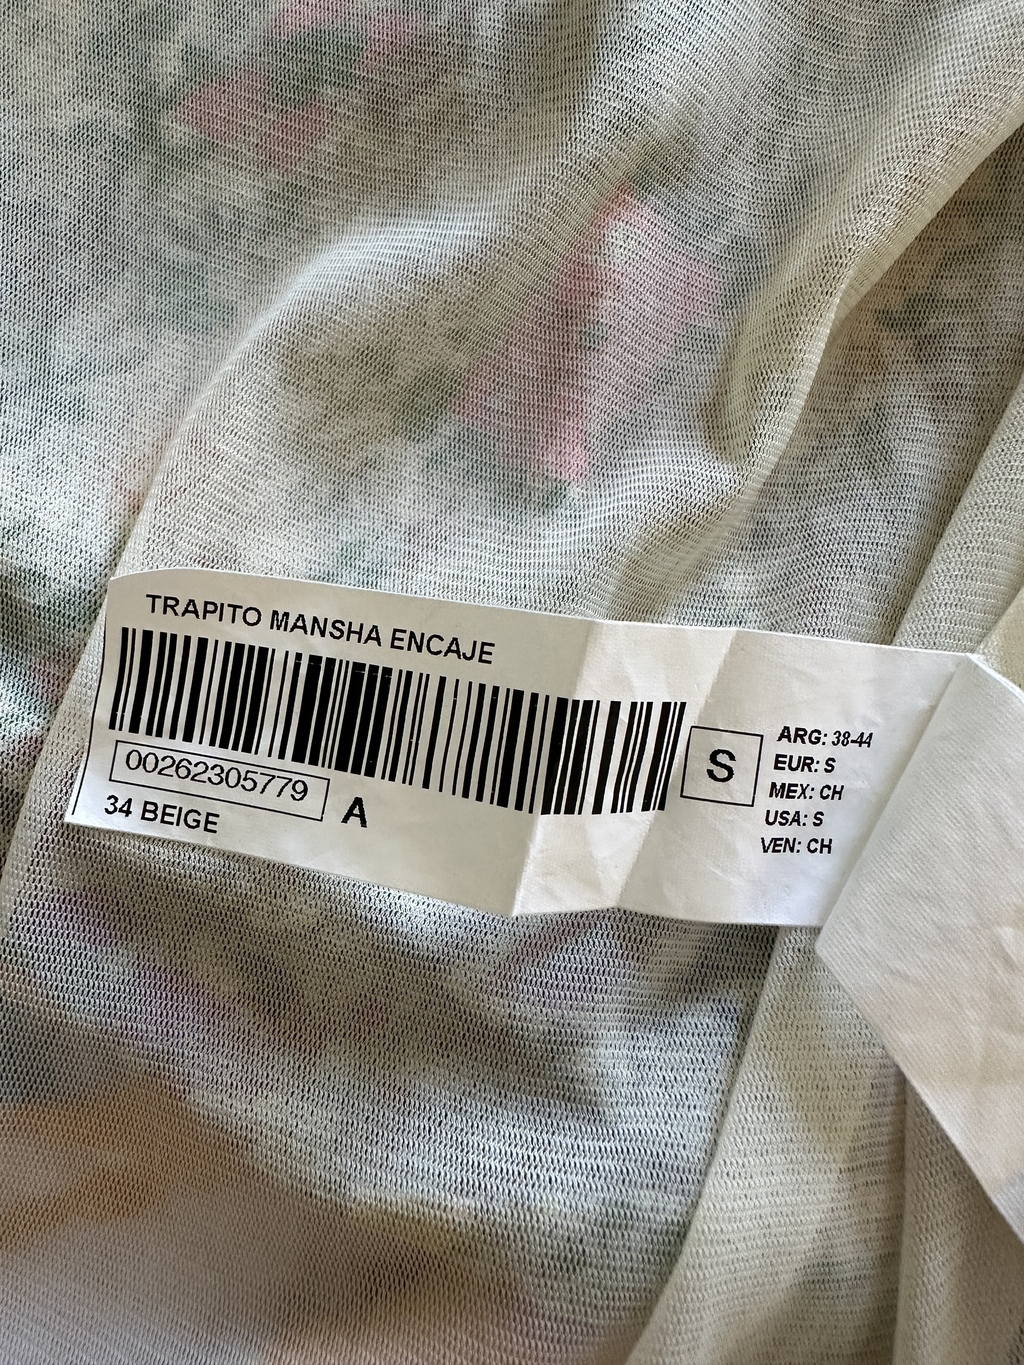 TRAPITO MANSHA ENCAJE
00262305779
A
34 BEIGE
S
ARG: 38-44
EUR: S
MEX: CH
USA: S
VEN: CH